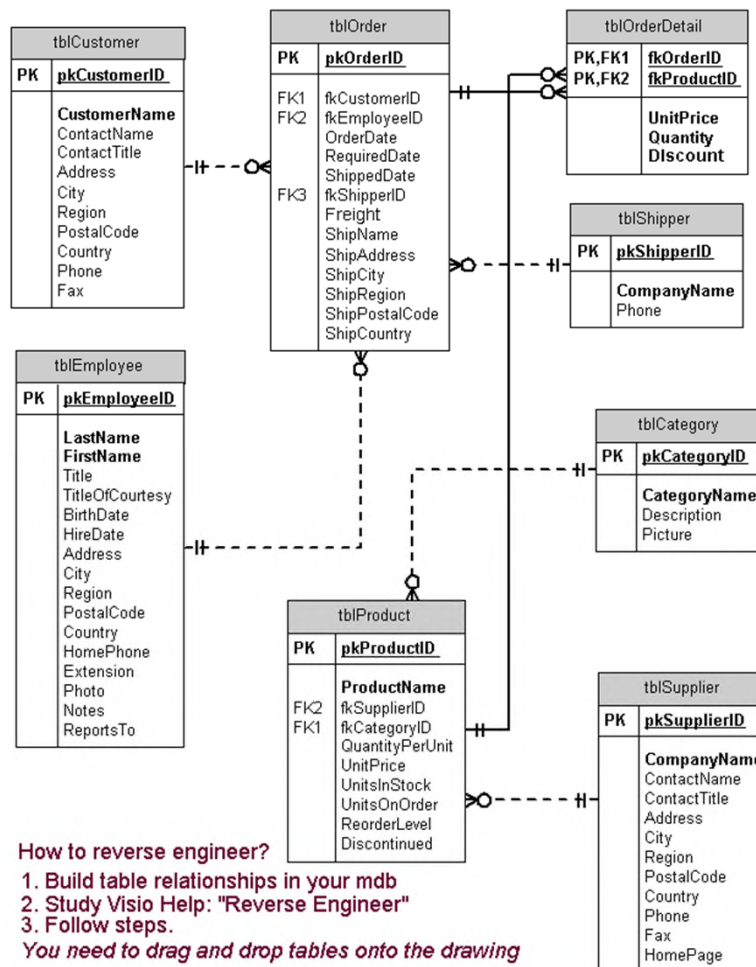 tblCustomer
PK pkCustomerID
CustomerName
ContactName
ContactTitle
Address
City
Region
PostalCode
Country
Phone
Fax
tblOrder
PK pkOrderID
FK1 fkCustomerID
FK2 fkEmployeeID
OrderDate
RequiredDate
ShippedDate
FK3 fkShipperID
Freight
ShipName
ShipAddress
ShipCity
ShipRegion
ShipPostalCode
ShipCountry
tblOrderDetail
PK,FK1 fkOrderID
PK,FK2 fkProductID
UnitPrice
Quantity
DIscount
tblShipper
PK pkShipperID
CompanyName
Phone
tblEmployee
PK pkEmployeeID
LastName
FirstName
Title
TitleOfCourtesy
BirthDate
HireDate
Address
City
Region
PostalCode
Country
HomePhone
Extension
Photo
Notes
ReportsTo
tblCategory
PK pkCategoryID
CategoryName
Description
Picture
tblProduct
PK pkProductID
ProductName
FK2 fkSupplierID
FK1 fkCategoryID
QuantityPerUnit
UnitPrice
UnitsInStock
UnitsOnOrder
ReorderLevel
Discontinued
tblSupplier
PK pkSupplierID
CompanyName
ContactName
ContactTitle
Address
City
Region
PostalCode
Country
Phone
Fax
HomePage
How to reverse engineer?
1. Build table relationships in your mdb
2. Study Visio Help: "Reverse Engineer"
3. Follow steps.
You need to drag and drop tables onto the drawing